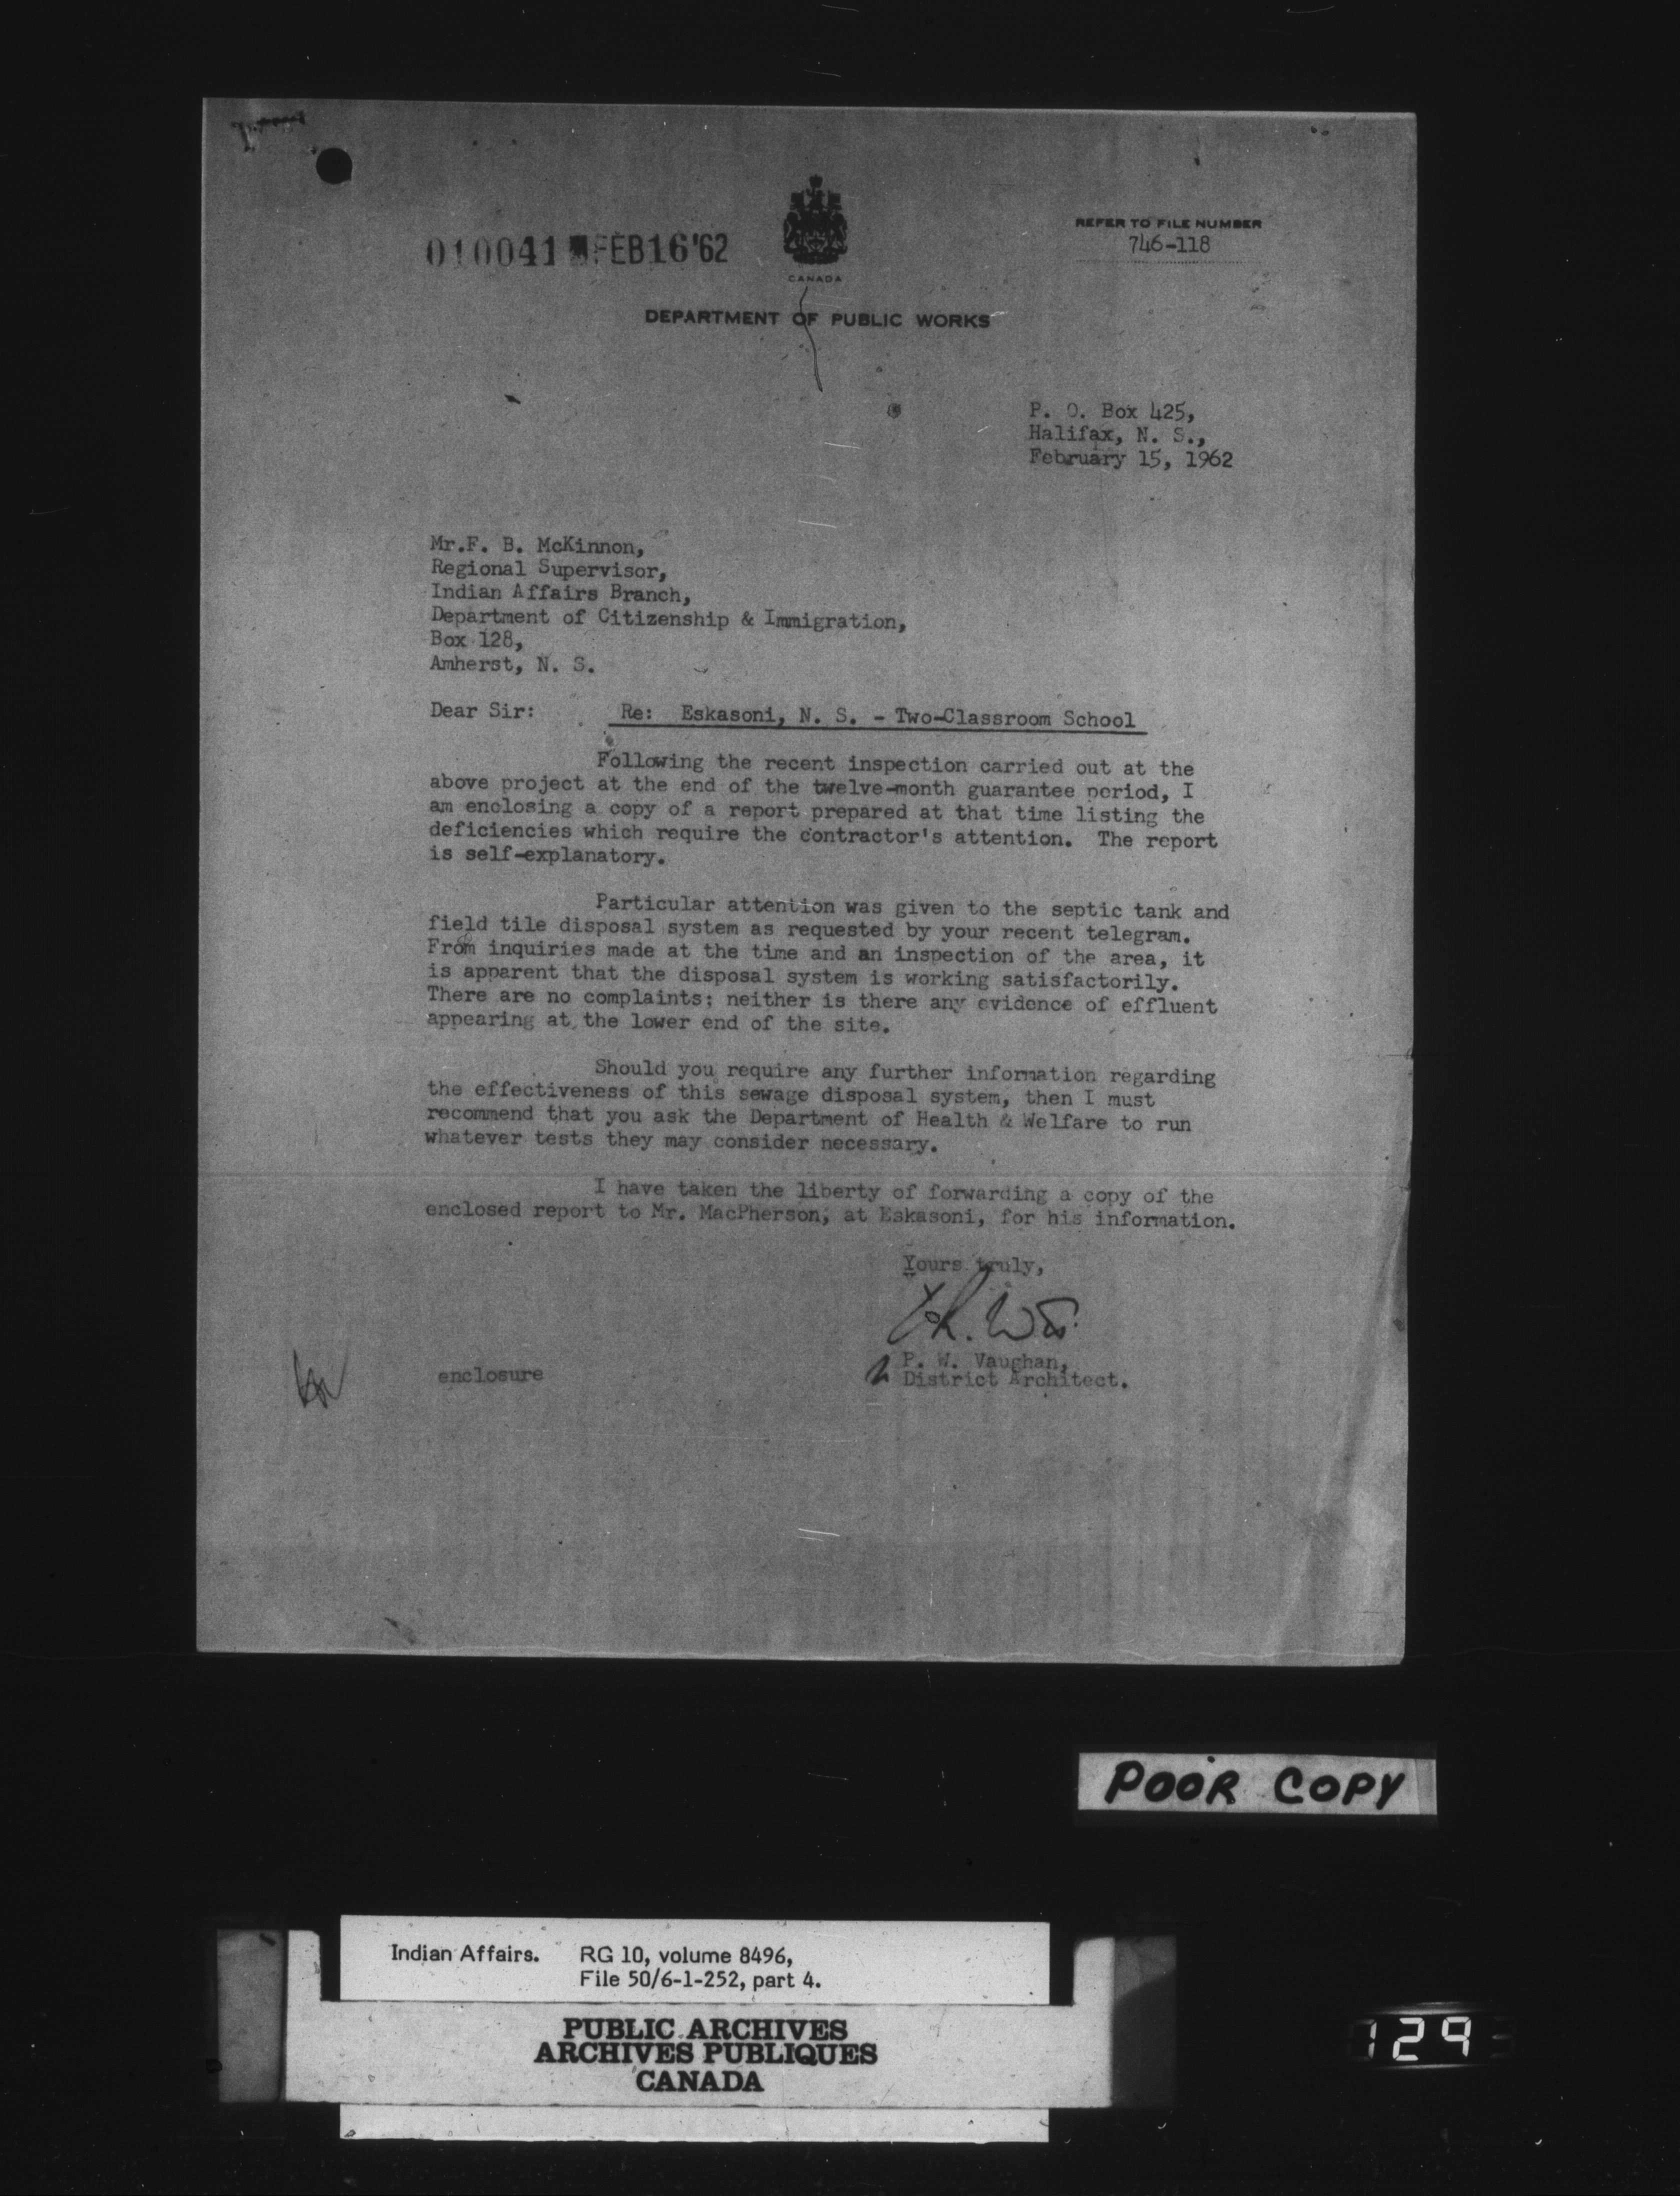 010041 FEB16'62
CANADA
REFER TO FILE NUMBER
746-118
DEPARTMENT OF PUBLIC WORKS
P. O. Box 425,
Halifax, N. S.,
February 15, 1962
Mr.F. B. McKinnon,
Regional Supervisor,
Indian Affairs Branch,
Department of Citizenship & Immigration,
Box 128,
Amherst, N. S.
Dear Sir: Re: Eskasoni, N. S. - Two-Classroom School
Following the recent inspection carried out at the
above project at the end of the twelve-month guarantee period, I
am enclosing a copy of a report prepared at that time listing the
deficiencies which require the contractor's attention. The report
is self-explanatory.
Particular attention was given to the septic tank and
field tile disposal system as requested by your recent telegram.
From inquiries made at the time and an inspection of the area, it
is apparent that the disposal system is working satisfactorily.
There are no complaints; neither is there any evidence of effluent
appearing at the lower end of the site.
Should you require any further information regarding
the effectiveness of this sewage disposal system, then I must
recommend that you ask the Department of Health & Welfare to run
whatever tests they may consider necessary.
I have taken the liberty of forwarding a copy of the
enclosed report to Mr. MacPherson, at Eskasoni, for his information.
Yours truly,
P. W. Vaughan,
District Architect.
enclosure
POOR COPY
Indian Affairs. RG 10, volume 8496,
File 50/6-1-252, part 4.
PUBLIC ARCHIVES
ARCHIVES PUBLIQUES
CANADA
129